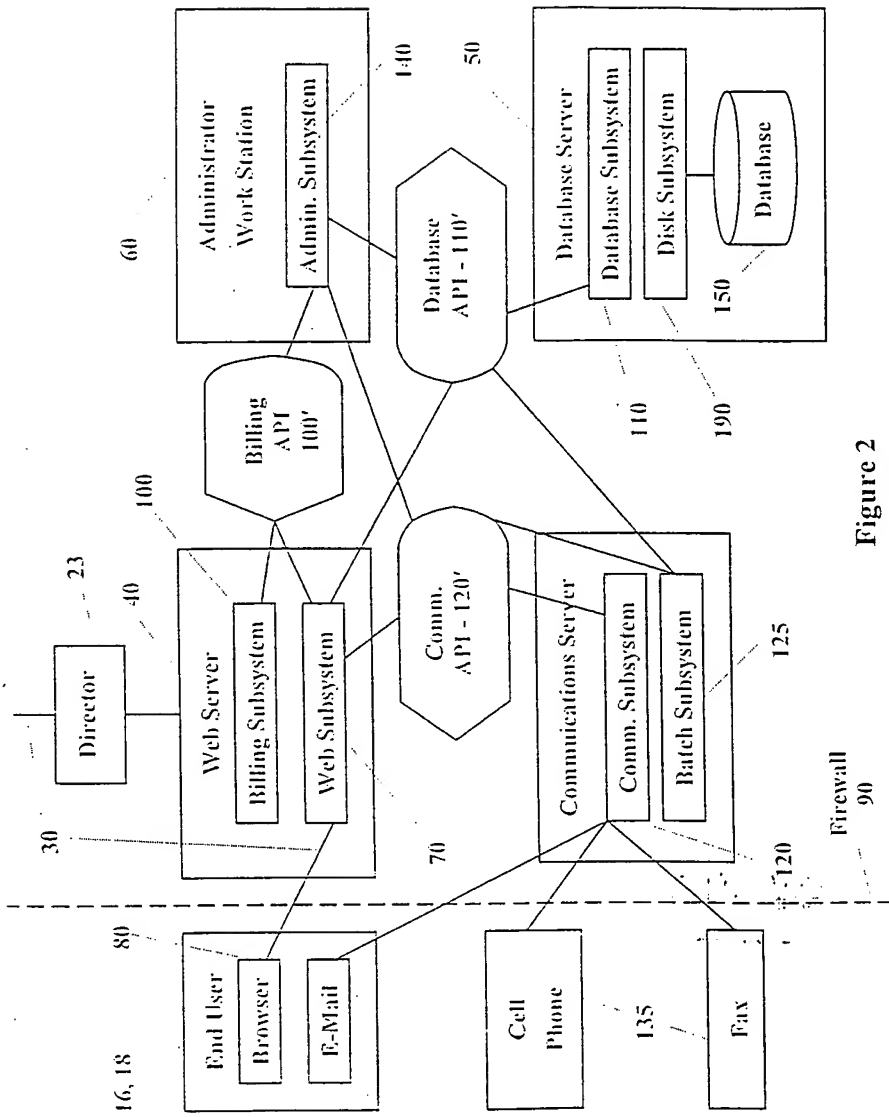 16, 18
End User
Browser
E-Mail
80
Cell
Phone
135
Fax
Firewall
90
30
Director
23
40
Web Server
Billing Subsystem
Web Subsystem
100
70
Comm.
API - 120′
Commuications Server
Comm. Subsystem
Batch Subsystem
120
125
Billing
API
100′
60
Administrator
Work Station
Admin. Subsystem
140
Database
API - 110′
50
Database Server
Database Subsystem
Disk Subsystem
Database
150
110
190
Figure 2